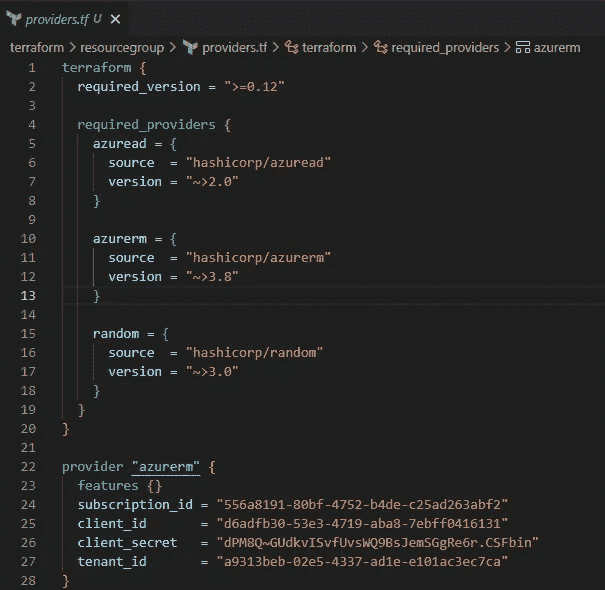 providers.tf U ✕
terraform > resourcegroup > providers.tf > terraform > required_providers > azurerm
1 terraform {
2   required_version = ">=0.12"
3
4   required_providers {
5     azuread = {
6       source  = "hashicorp/azuread"
7       version = "~>2.0"
8     }
9
10     azurerm = {
11       source  = "hashicorp/azurerm"
12       version = "~>3.8"
13     }
14
15     random = {
16       source  = "hashicorp/random"
17       version = "~>3.0"
18     }
19   }
20 }
21
22 provider "azurerm" {
23   features {}
24   subscription_id = "556a8191-80bf-4752-b4de-c25ad263abf2"
25   client_id       = "d6adfb30-53e3-4719-aba8-7ebff0416131"
26   client_secret   = "dPM8Q~GUdkvISvfUvsWQ9BsJemSGgRe6r.CSFbin"
27   tenant_id       = "a9313beb-02e5-4337-ad1e-e101ac3ec7ca"
28 }